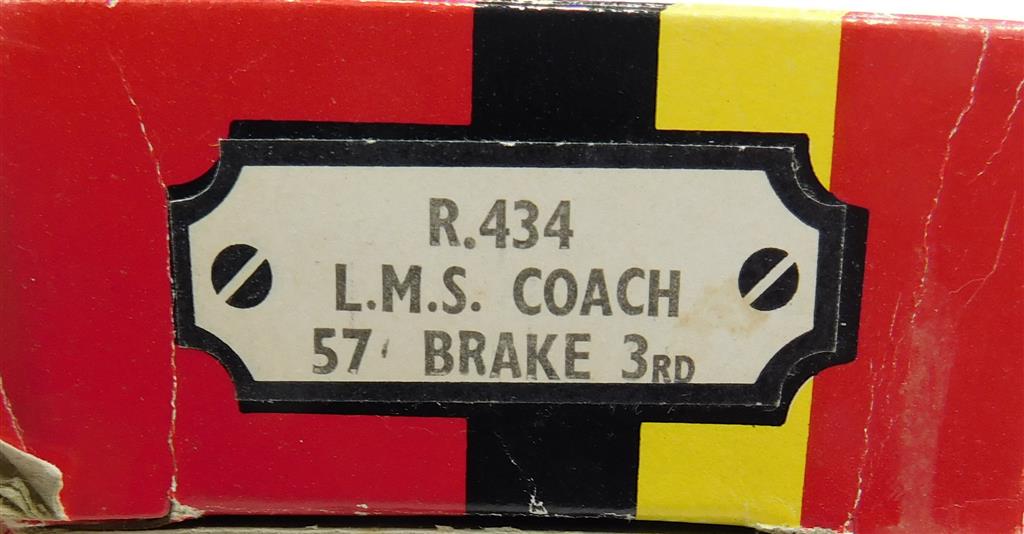 R.434
L.M.S. COACH
57' BRAKE 3RD